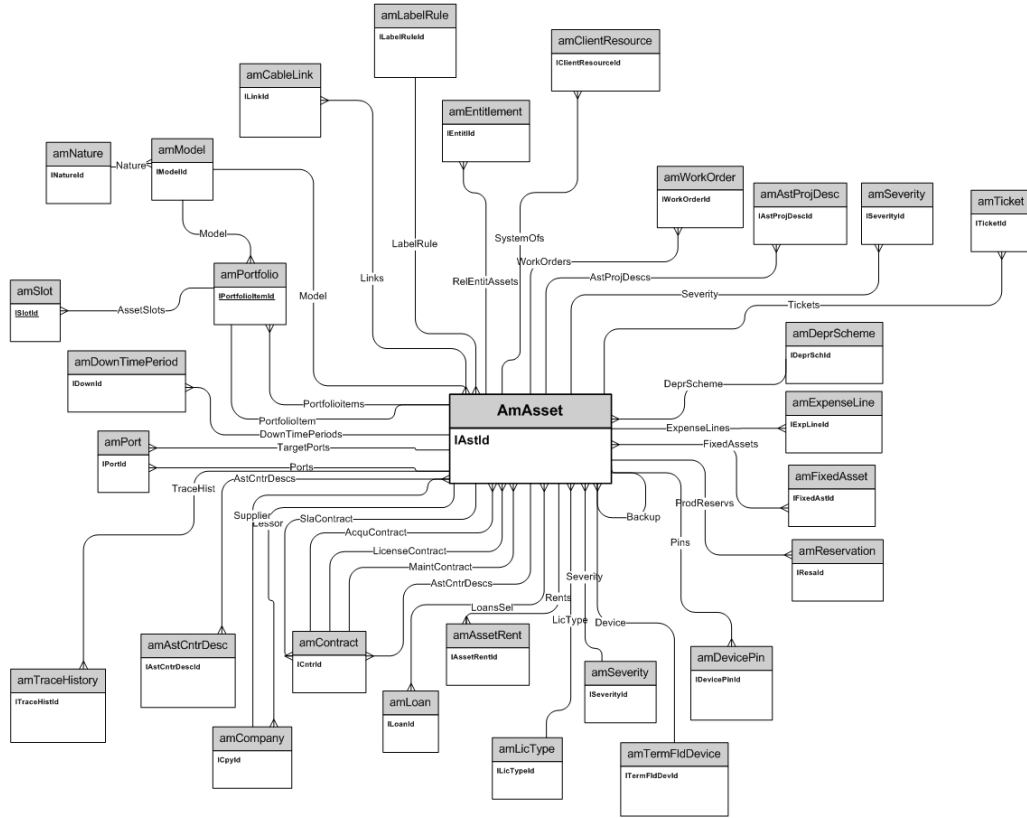 amLabelRule
lLabelRuleId
amClientResource
lClientResourceId
amCableLink
lLinkId
amEntitlement
lEntitlId
amNature
lNatureId
Nature
amModel
lModelId
amWorkOrder
lWorkOrderId
amAstProjDesc
lAstProjDescId
amSeverity
lSeverityId
amTicket
lTicketId
Model
LabelRule
SystemOfs
WorkOrders
AstProjDescs
amPortfolio
lPortfolioItemId
Links
RelEntitAssets
Severity
Tickets
amSlot
lSlotId
AssetSlots
Model
amDeprScheme
lDeprSchId
amDownTimePeriod
lDownId
DeprScheme
PortfolioItems
PortfolioItem
AmAsset
lAstId
amExpenseLine
lExpLineId
ExpenseLines
DownTimePeriods
amPort
lPortId
TargetPorts
FixedAssets
Ports
amFixedAsset
lFixedAstId
AstCntrDescs
TraceHist
ProdReservs
Supplier
Lessor
SlaContract
Backup
AcquContract
Pins
amReservation
lResaId
LicenseContract
MaintContract
AstCntrDescs
Severity
Rents
LoansSel
LicType
Device
amAstCntrDesc
lAstCntrDescId
amContract
lCntrId
amAssetRent
lAssetRentId
amDevicePin
lDevicePinId
amTraceHistory
lTraceHistId
amSeverity
lSeverityId
amLoan
lLoanId
amCompany
lCpyId
amLicType
lLicTypeId
amTermFldDevice
lTermFldDevId